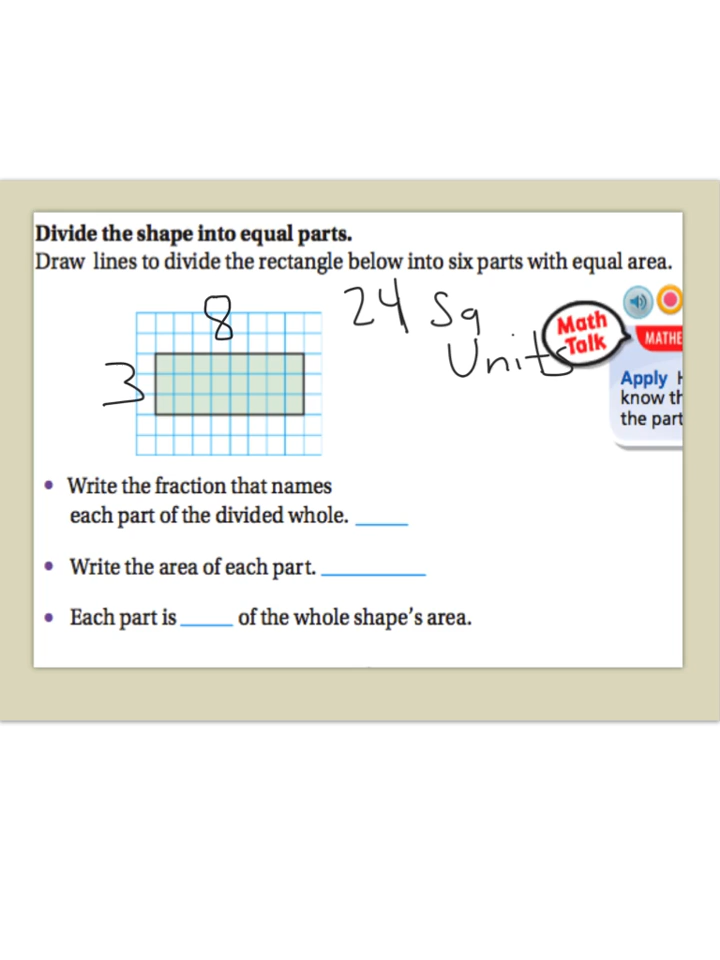 Divide the shape into equal parts.
Draw lines to divide the rectangle below into six parts with equal area.
8
24 Sq
Units
3
Math
Talk
MATHE
Apply
know th
the part
• Write the fraction that names
each part of the divided whole. ____
• Write the area of each part. ____
• Each part is ____ of the whole shape's area.